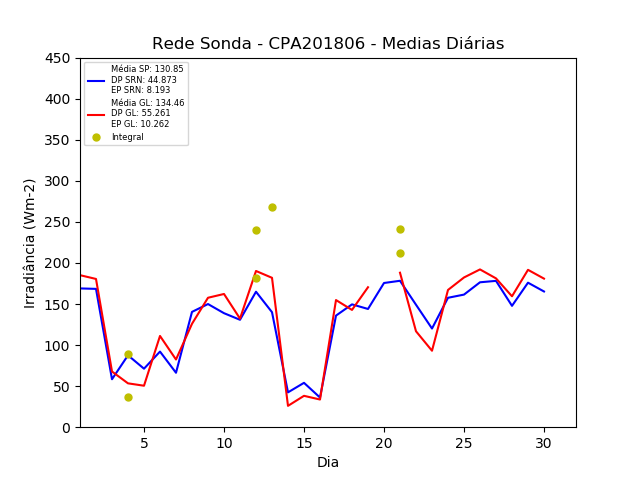 Rede Sonda - CPA201806 - Medias Diárias
450
400
350
300
250
200
150
100
50
0
Irradiância (Wm-2)
Média SP: 130.85
DP SRN: 44.873
EP SRN: 8.193
Média GL: 134.46
DP GL: 55.261
EP GL: 10.262
Integral
5
10
15
20
25
30
Dia